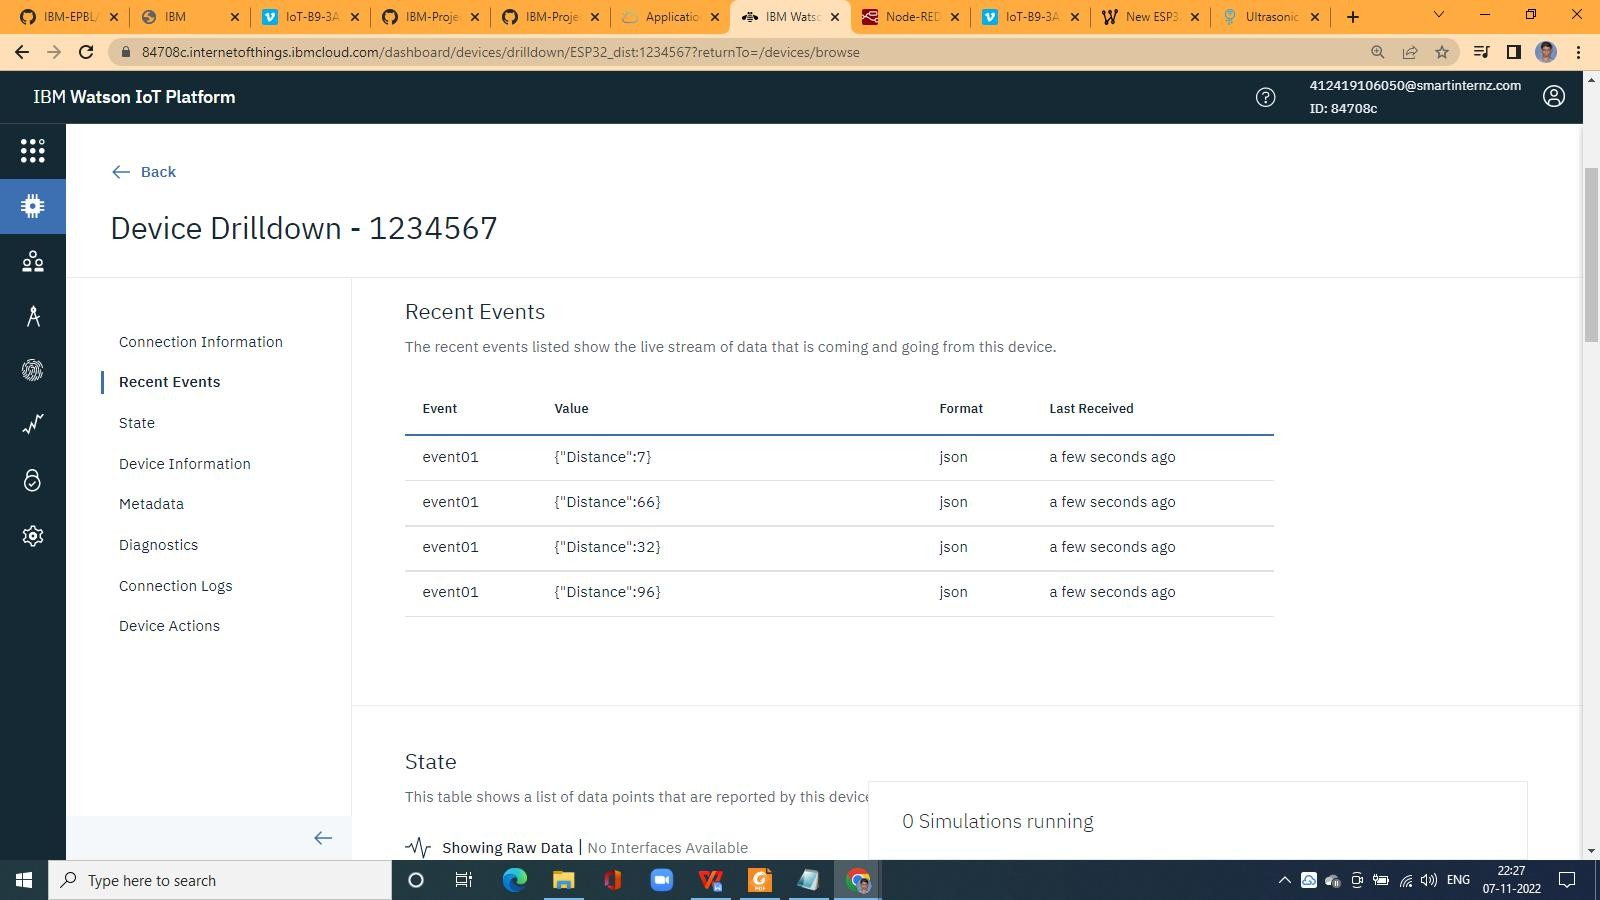 IBM-EPBL/
IBM
IoT-B9-3A
IBM-Proje
IBM-Proje
Applicatio
IBM Watso
Node-RED
IoT-B9-3A
New ESP3
Ultrasonic
84708c.internetofthings.ibmcloud.com/dashboard/devices/drilldown/ESP32_dist:1234567?returnTo=/devices/browse
IBM Watson IoT Platform
412419106050@smartinternz.com
ID: 84708c
Back
Device Drilldown - 1234567
Connection Information
Recent Events
State
Device Information
Metadata
Diagnostics
Connection Logs
Device Actions
Recent Events
The recent events listed show the live stream of data that is coming and going from this device.
Event Value Format Last Received
event01 {"Distance":7} json a few seconds ago
event01 {"Distance":66} json a few seconds ago
event01 {"Distance":32} json a few seconds ago
event01 {"Distance":96} json a few seconds ago
State
This table shows a list of data points that are reported by this device
Showing Raw Data | No Interfaces Available
0 Simulations running
Type here to search
ENG
22:27
07-11-2022